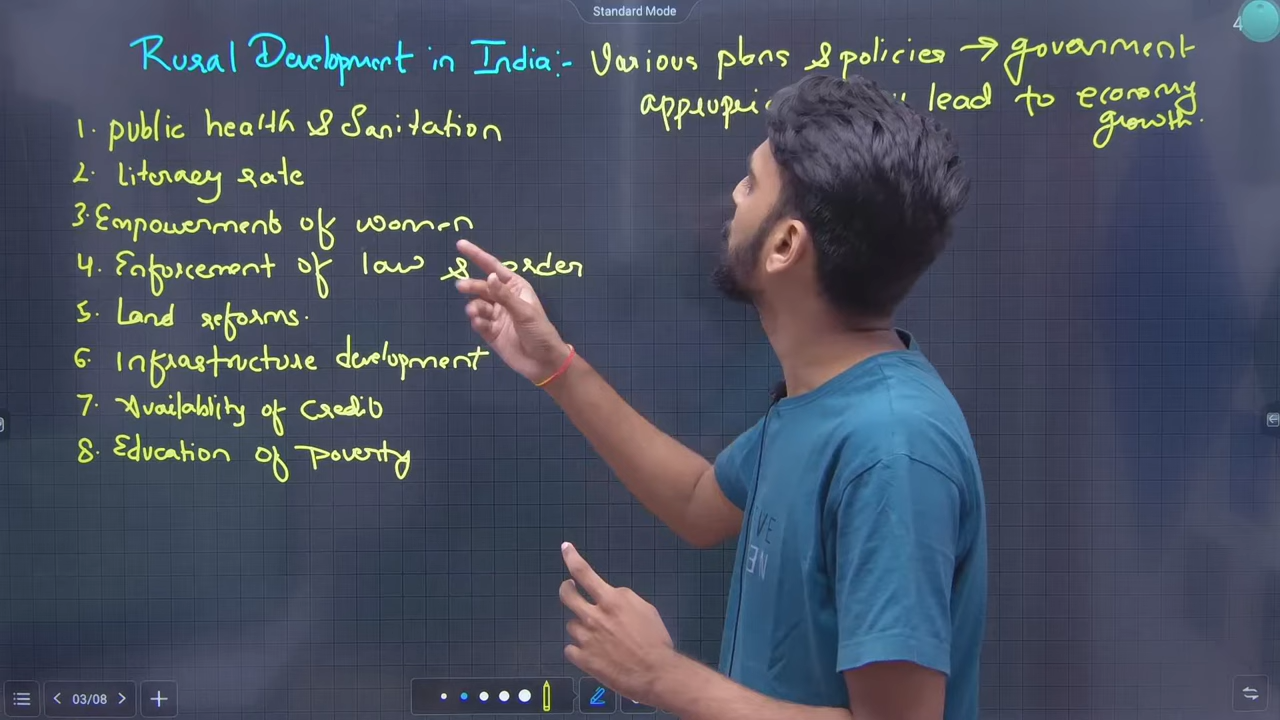 Standard Mode
4
Rural Development in India:- Various plans & policies → government
lead to economy
growth.
1. public health & Sanitation
2. literacy rate
3. Empowerment of women
4. Enforcement of law & order
5. Land reforms.
6. Infrastructure development
7. Availablity of credit
8. Education of poverty
03/08